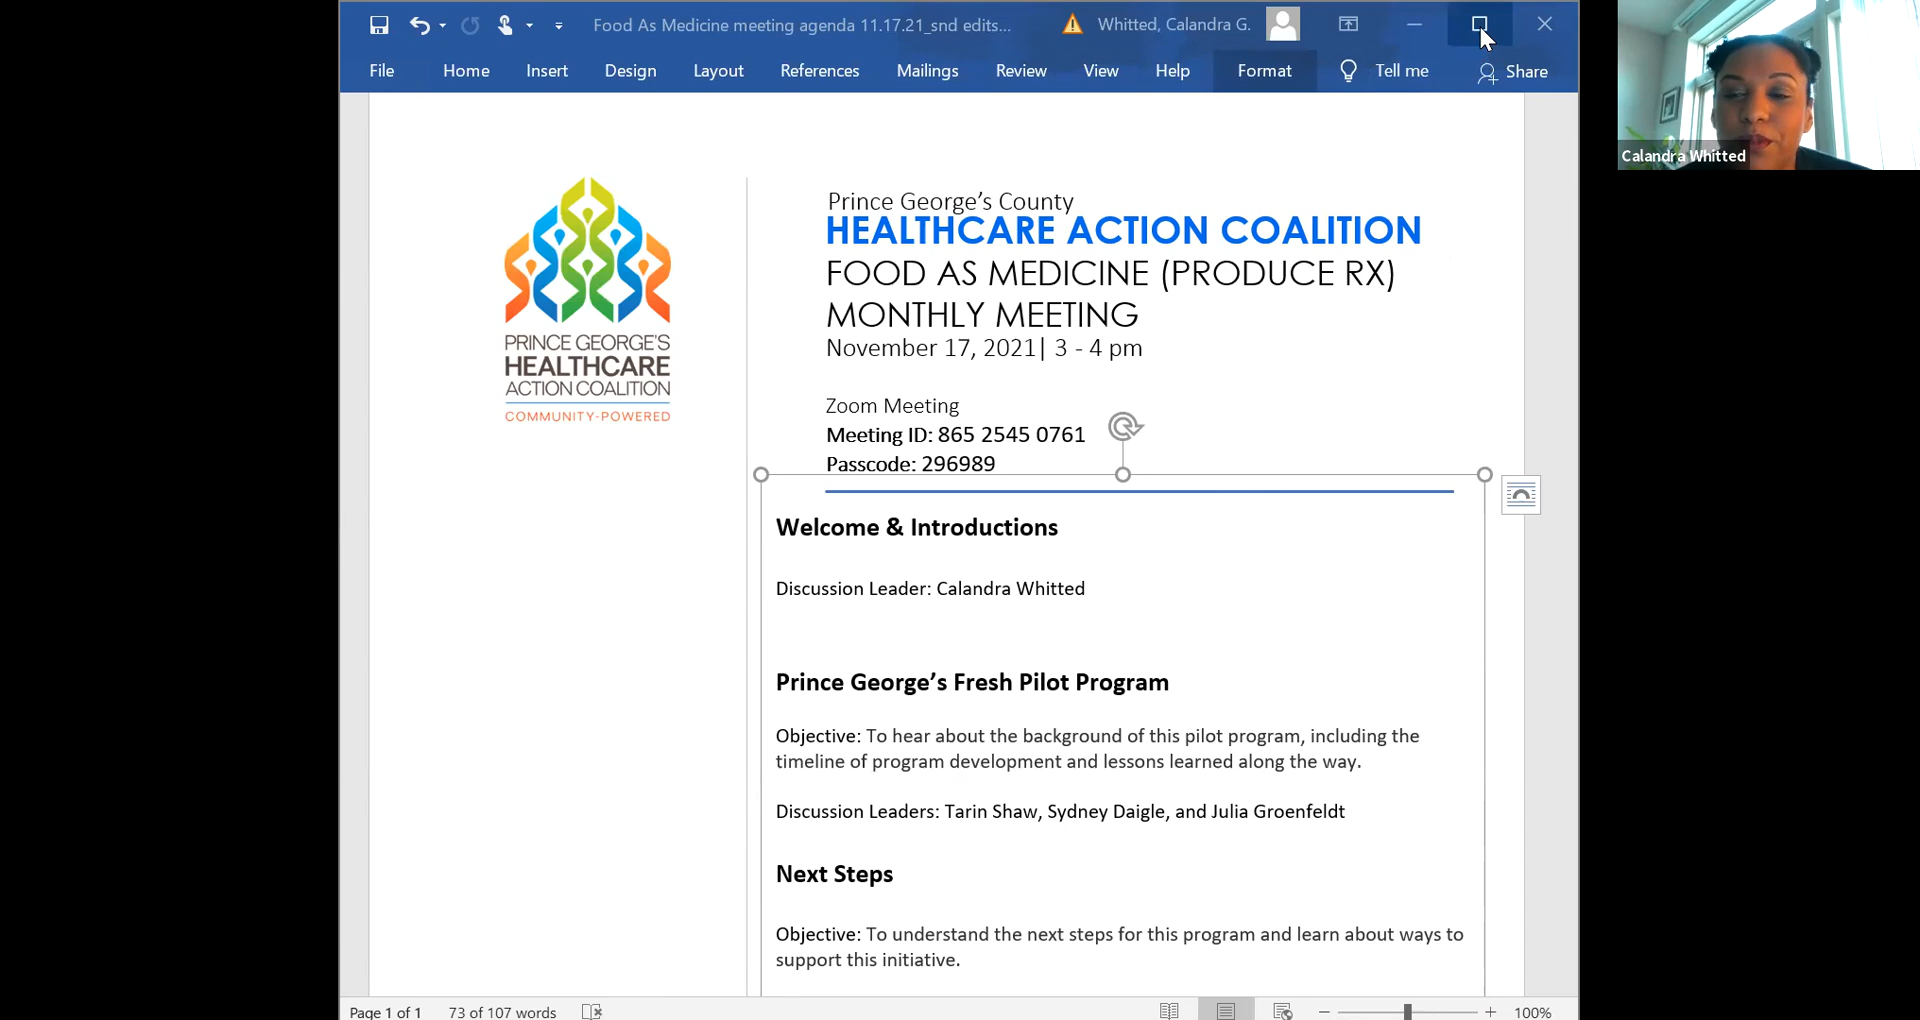 Food As Medicine meeting agenda 11.17.21_snd edits...
Whitted, Calandra G.
File Home Insert Design Layout References Mailings Review View Help Format Tell me Share
Calandra Whitted
PRINCE GEORGE'S
HEALTHCARE
ACTION COALITION
COMMUNITY-POWERED
Prince George’s County
HEALTHCARE ACTION COALITION
FOOD AS MEDICINE (PRODUCE RX)
MONTHLY MEETING
November 17, 2021| 3 - 4 pm
Zoom Meeting
Meeting ID: 865 2545 0761
Passcode: 296989
Welcome & Introductions
Discussion Leader: Calandra Whitted
Prince George’s Fresh Pilot Program
Objective: To hear about the background of this pilot program, including the
timeline of program development and lessons learned along the way.
Discussion Leaders: Tarin Shaw, Sydney Daigle, and Julia Groenfeldt
Next Steps
Objective: To understand the next steps for this program and learn about ways to
support this initiative.
Page 1 of 1 73 of 107 words 100%